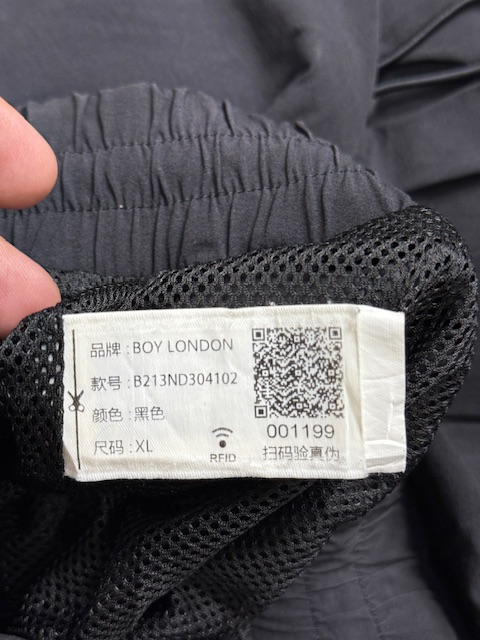 品牌 : BOY LONDON
款号 : B213ND304102
颜色 : 黑色
尺码 : XL
RFID
001199
扫码验真伪